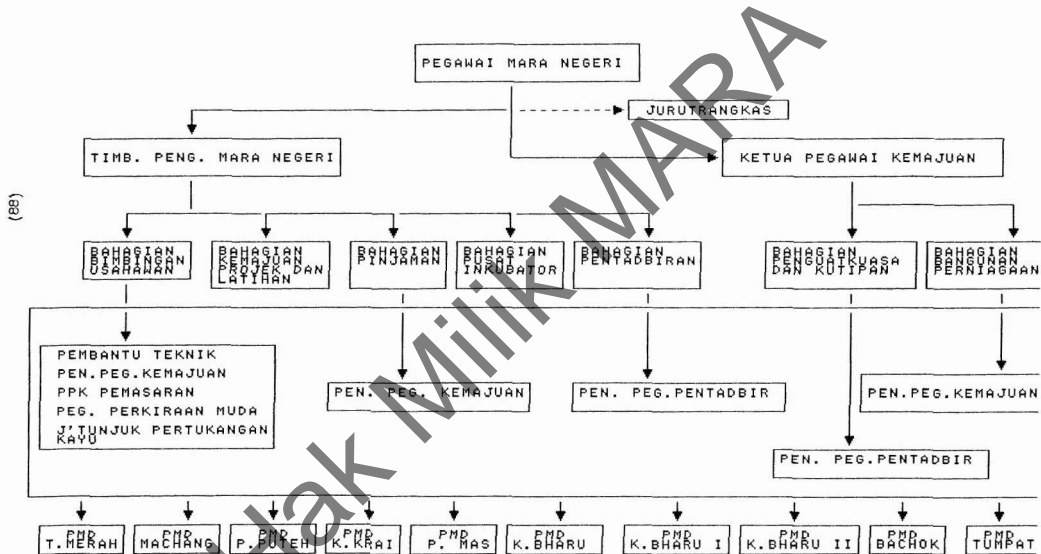 PEGAWAI MARA NEGERI
JURUTRANGKAS
TIMB. PENG. MARA NEGERI
KETUA PEGAWAI KEMAJUAN
(88)
BAHAGIAN
BIMBINGAN
USAHAWAN
BAHAGIAN
KEMAJUAN
PROJEK DAN
LATIHAN
BAHAGIAN
PINJAMAN
BAHAGIAN
PUSAT
INKUBATOR
BAHAGIAN
PENTADBIRAN
BAHAGIAN
PENGUATKUASA
DAN KUTIPAN
BAHAGIAN
BANGUNAN
PERNIAGAAN
PEMBANTU TEKNIK
PEN.PEG.KEMAJUAN
PPK PEMASARAN
PEG. PERKIRAAN MUDA
J'TUNJUK PERTUKANGAN
KAYU
PEN. PEG. KEMAJUAN
PEN. PEG.PENTADBIR
PEN.PEG.KEMAJUAN
PEN. PEG.PENTADBIR
PMD
T.MERAH
PMD
MACHANG
PMD
P.PUTEH
PMD
K.KRAI
PMD
P. MAS
PMD
K.BHARU
PMD
K.BHARU I
PMD
K.BHARU II
PMD
BACHOK
PMD
TUMPAT
Hak Milik MARA